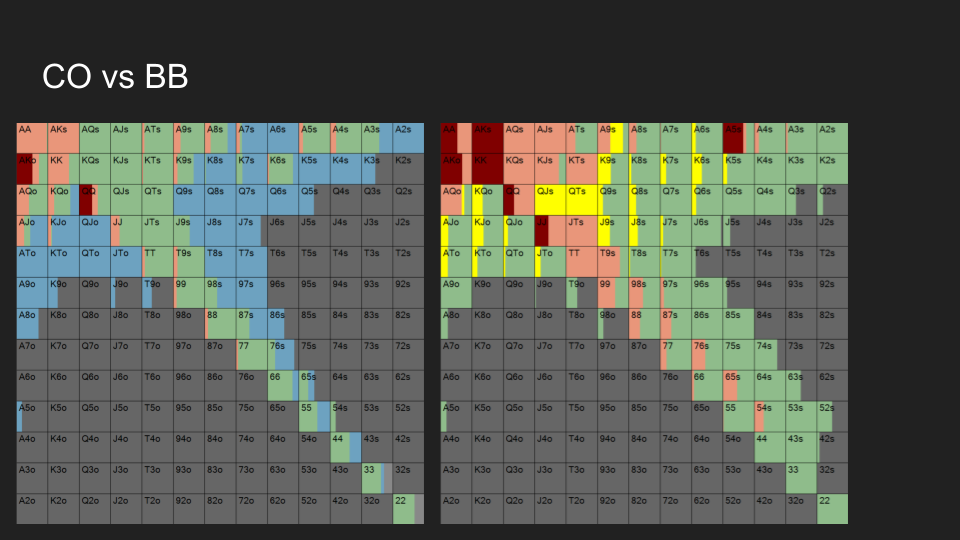 CO vs BB
AA AKs AQs AJs ATs A9s A8s A7s A6s A5s A4s A3s A2s AA AKs AQs AJs ATs A9s A8s A7s A6s A5s A4s A3s A2s
AKo KK KQs KJs KTs K9s K8s K7s K6s K5s K4s K3s K2s AKo KK KQs KJs KTs K9s K8s K7s K6s K5s K4s K3s K2s
AQo KQo QQ QJs QTs Q9s Q8s Q7s Q6s Q5s Q4s Q3s Q2s AQo KQo QQ QJs QTs Q9s Q8s Q7s Q6s Q5s Q4s Q3s Q2s
AJo KJo QJo JJ JTs J9s J8s J7s J6s J5s J4s J3s J2s AJo KJo QJo JJ JTs J9s J8s J7s J6s J5s J4s J3s J2s
ATo KTo QTo JTo TT T9s T8s T7s T6s T5s T4s T3s T2s ATo KTo QTo JTo TT T9s T8s T7s T6s T5s T4s T3s T2s
A9o K9o Q9o J9o T9o 99 98s 97s 96s 95s 94s 93s 92s A9o K9o Q9o J9o T9o 99 98s 97s 96s 95s 94s 93s 92s
A8o K8o Q8o J8o T8o 98o 88 87s 86s 85s 84s 83s 82s A8o K8o Q8o J8o T8o 98o 88 87s 86s 85s 84s 83s 82s
A7o K7o Q7o J7o T7o 97o 87o 77 76s 75s 74s 73s 72s A7o K7o Q7o J7o T7o 97o 87o 77 76s 75s 74s 73s 72s
A6o K6o Q6o J6o T6o 96o 86o 76o 66 65s 64s 63s 62s A6o K6o Q6o J6o T6o 96o 86o 76o 66 65s 64s 63s 62s
A5o K5o Q5o J5o T5o 95o 85o 75o 65o 55 54s 53s 52s A5o K5o Q5o J5o T5o 95o 85o 75o 65o 55 54s 53s 52s
A4o K4o Q4o J4o T4o 94o 84o 74o 64o 54o 44 43s 42s A4o K4o Q4o J4o T4o 94o 84o 74o 64o 54o 44 43s 42s
A3o K3o Q3o J3o T3o 93o 83o 73o 63o 53o 43o 33 32s A3o K3o Q3o J3o T3o 93o 83o 73o 63o 53o 43o 33 32s
A2o K2o Q2o J2o T2o 92o 82o 72o 62o 52o 42o 32o 22 A2o K2o Q2o J2o T2o 92o 82o 72o 62o 52o 42o 32o 22